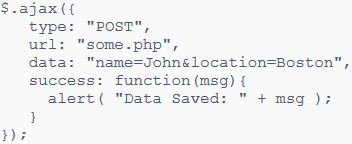 $.ajax({
   type: "POST",
   url: "some.php",
   data: "name=John&location=Boston",
   success: function(msg){
     alert( "Data Saved: " + msg );
   }
});